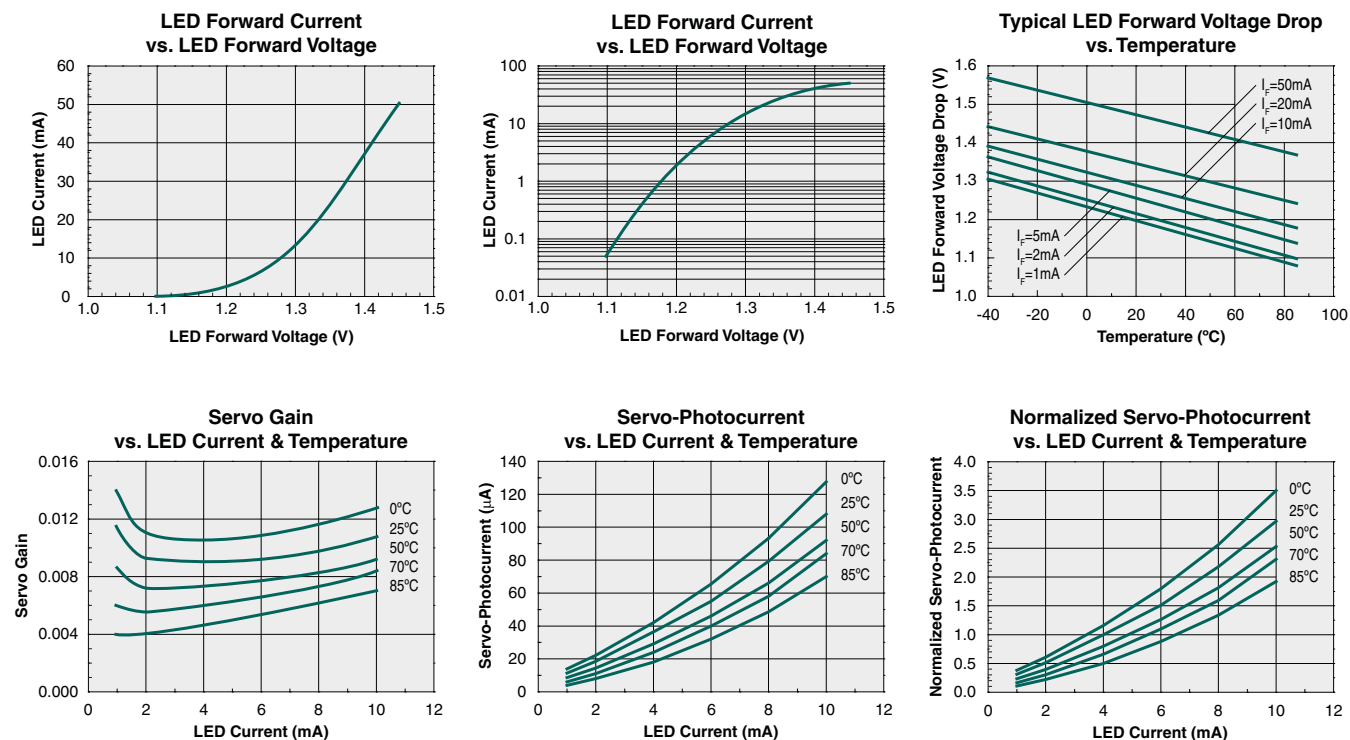 LED Forward Current
vs. LED Forward Voltage
LED Current (mA)
60
50
40
30
20
10
0
1.0 1.1 1.2 1.3 1.4 1.5
LED Forward Voltage (V)
LED Forward Current
vs. LED Forward Voltage
LED Current (mA)
100
10
1
0.1
0.01
1.0 1.1 1.2 1.3 1.4 1.5
LED Forward Voltage (V)
Typical LED Forward Voltage Drop
vs. Temperature
LED Forward Voltage Drop (V)
1.6
1.5
1.4
1.3
1.2
1.1
1.0
IF=50mA
IF=20mA
IF=10mA
IF=5mA
IF=2mA
IF=1mA
-40 -20 0 20 40 60 80 100
Temperature (ºC)
Servo Gain
vs. LED Current & Temperature
Servo Gain
0.016
0.012
0.008
0.004
0.000
0ºC
25ºC
50ºC
70ºC
85ºC
0 2 4 6 8 10 12
LED Current (mA)
Servo-Photocurrent
vs. LED Current & Temperature
Servo-Photocurrent (µA)
140
120
100
80
60
40
20
0
0ºC
25ºC
50ºC
70ºC
85ºC
0 2 4 6 8 10 12
LED Current (mA)
Normalized Servo-Photocurrent
vs. LED Current & Temperature
Normalized Servo-Photocurrent
4.0
3.5
3.0
2.5
2.0
1.5
1.0
0.5
0.0
0ºC
25ºC
50ºC
70ºC
85ºC
0 2 4 6 8 10 12
LED Current (mA)